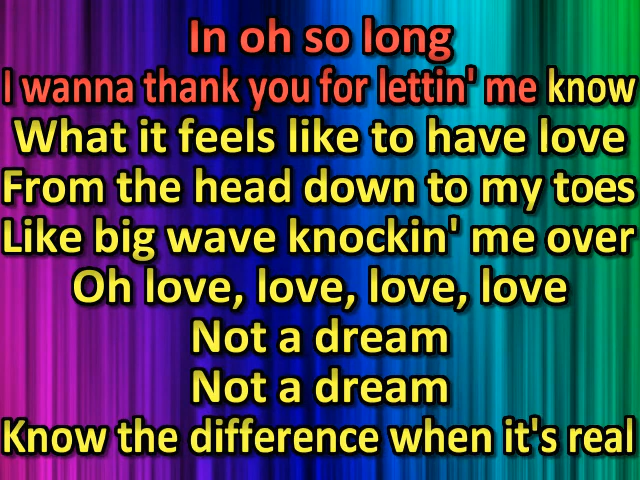 In oh so long
I wanna thank you for lettin' me know
What it feels like to have love
From the head down to my toes
Like big wave knockin' me over
Oh love, love, love, love
Not a dream
Not a dream
Know the difference when it's real